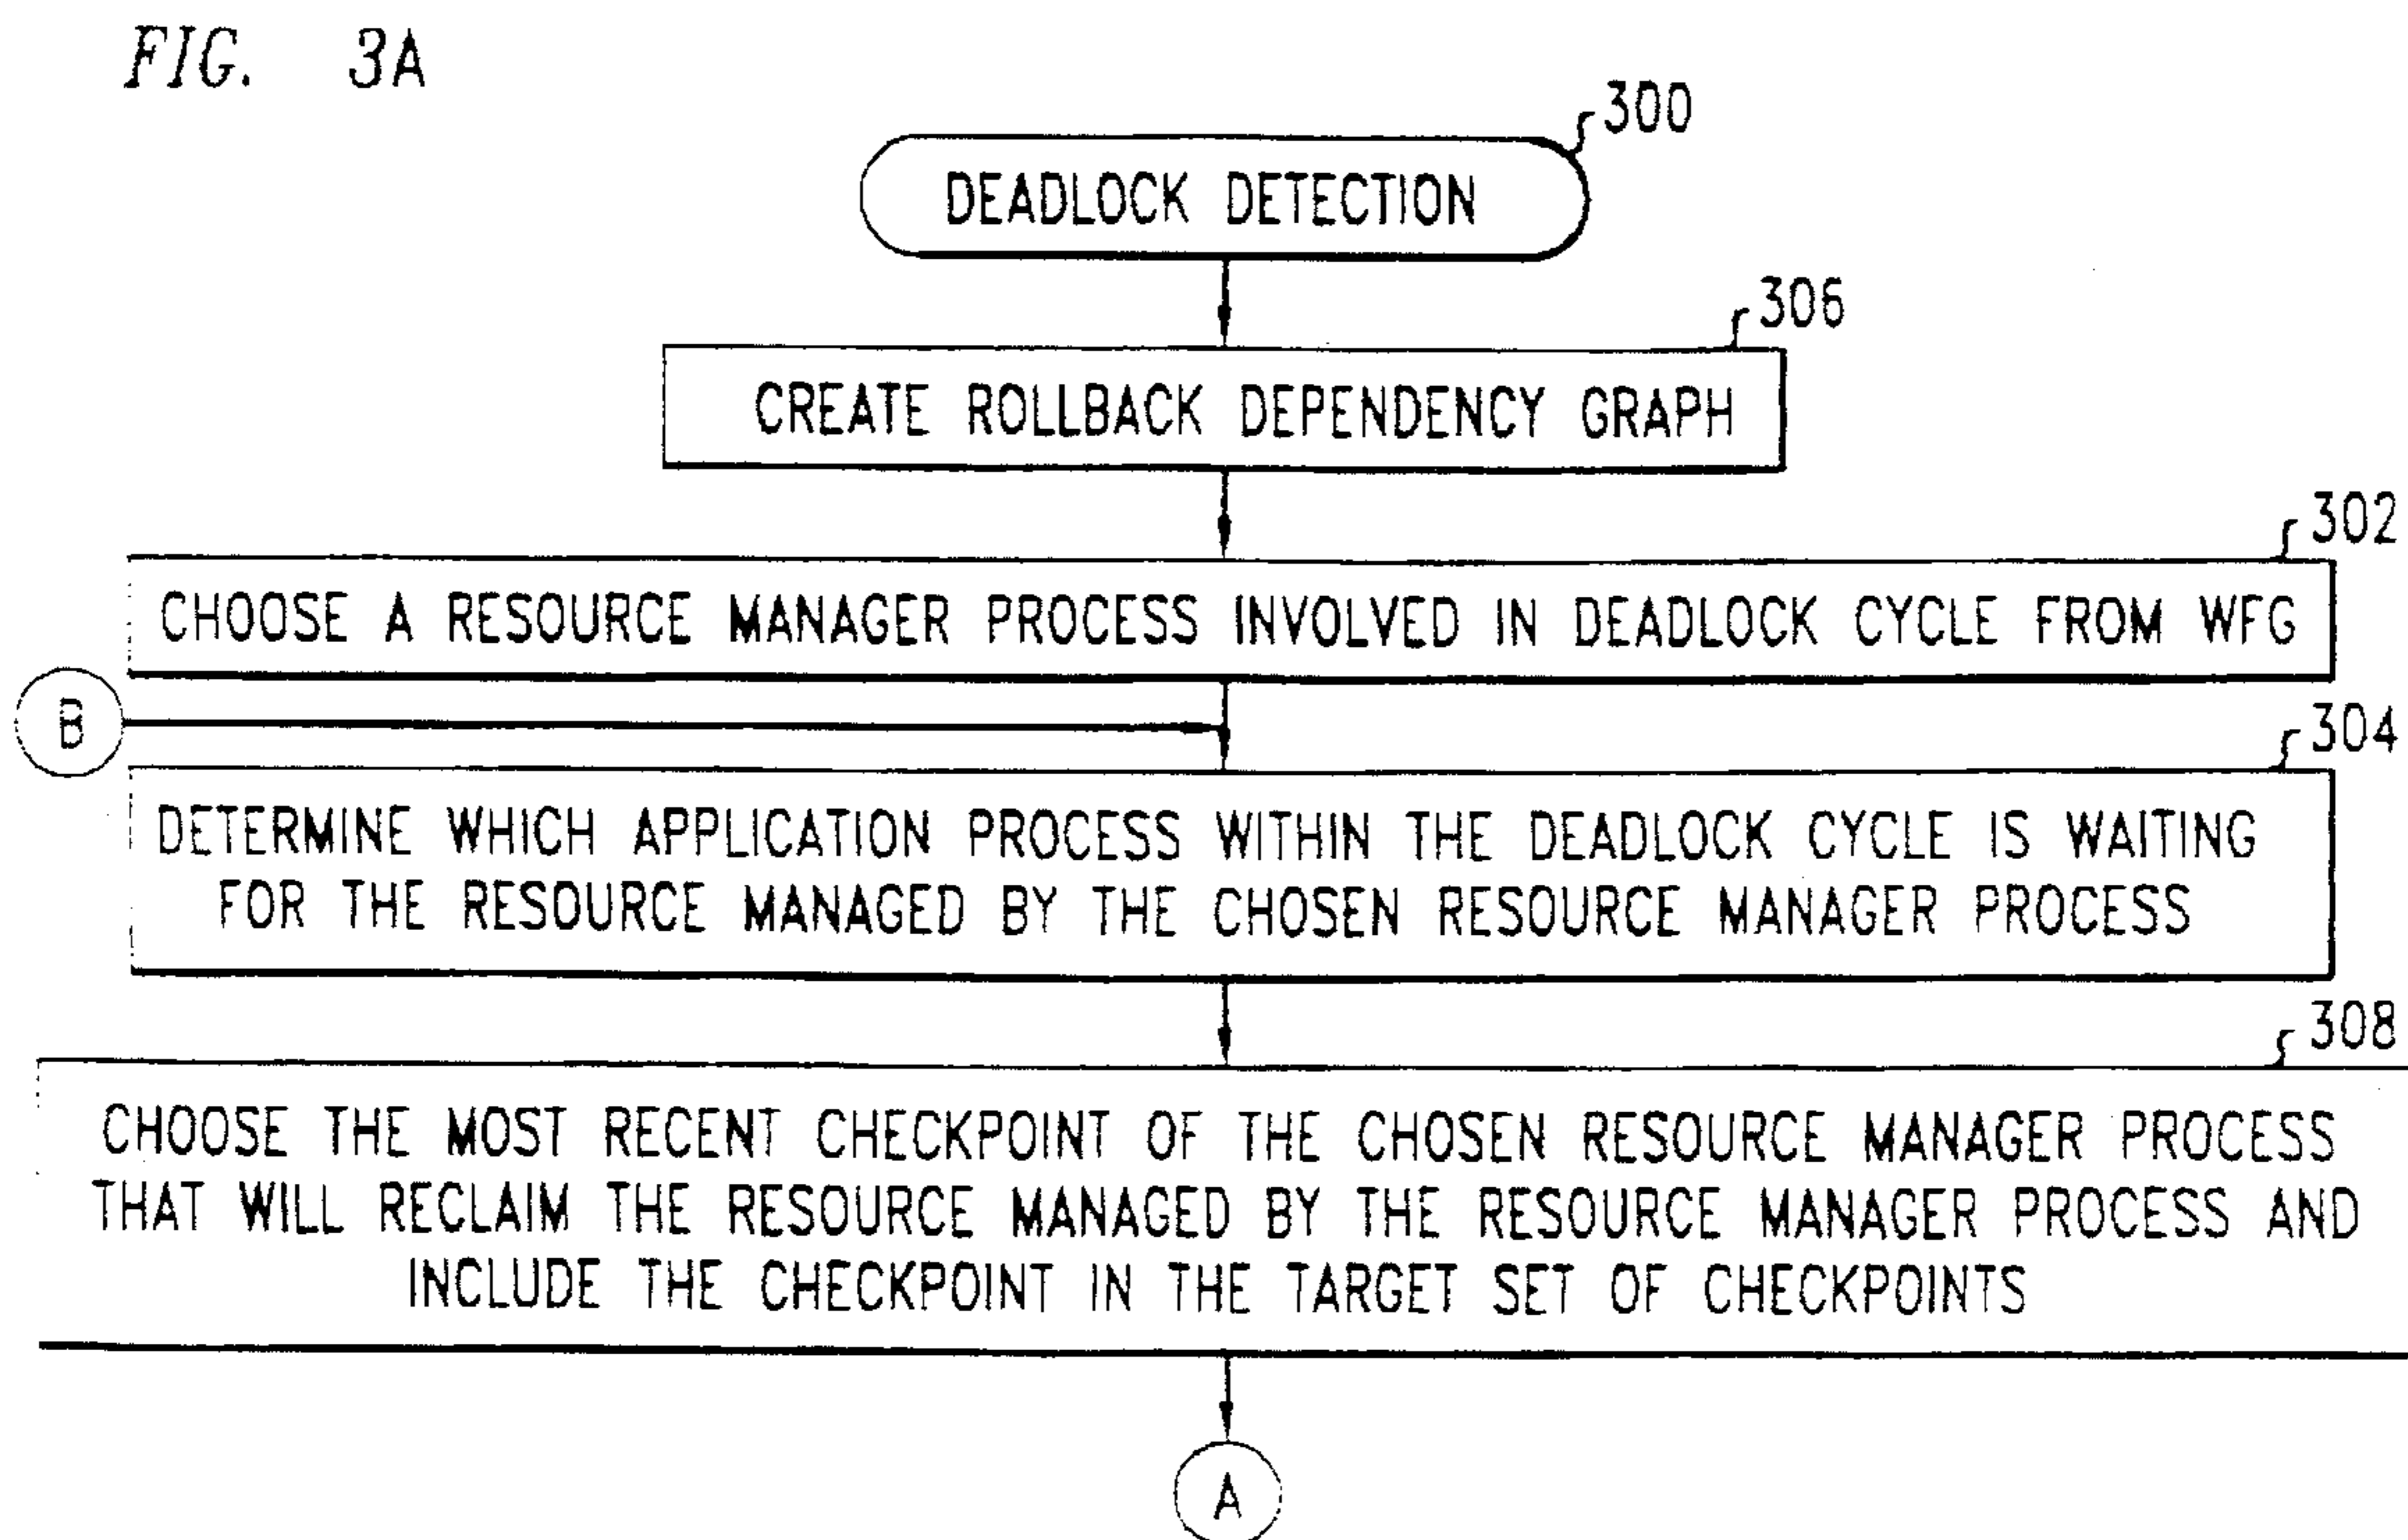 FIG. 3A
300
DEADLOCK DETECTION
306
CREATE ROLLBACK DEPENDENCY GRAPH
302
CHOOSE A RESOURCE MANAGER PROCESS INVOLVED IN DEADLOCK CYCLE FROM WFG
B
304
DETERMINE WHICH APPLICATION PROCESS WITHIN THE DEADLOCK CYCLE IS WAITING
FOR THE RESOURCE MANAGED BY THE CHOSEN RESOURCE MANAGER PROCESS
308
CHOOSE THE MOST RECENT CHECKPOINT OF THE CHOSEN RESOURCE MANAGER PROCESS
THAT WILL RECLAIM THE RESOURCE MANAGED BY THE RESOURCE MANAGER PROCESS AND
INCLUDE THE CHECKPOINT IN THE TARGET SET OF CHECKPOINTS
A